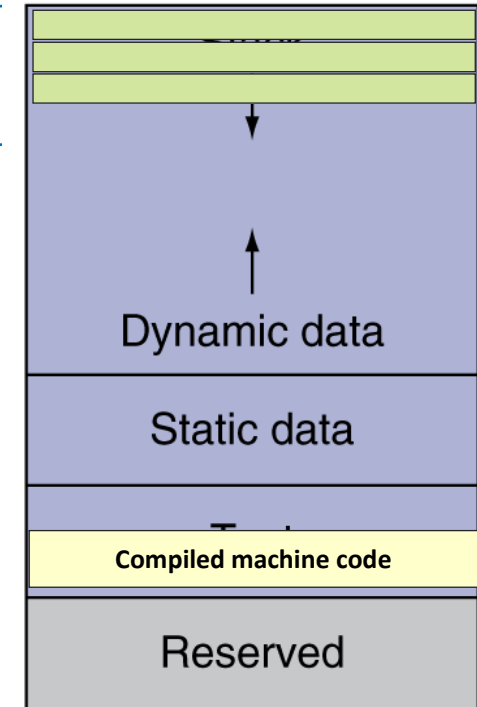 Dynamic data
Static data
Compiled machine code
Reserved